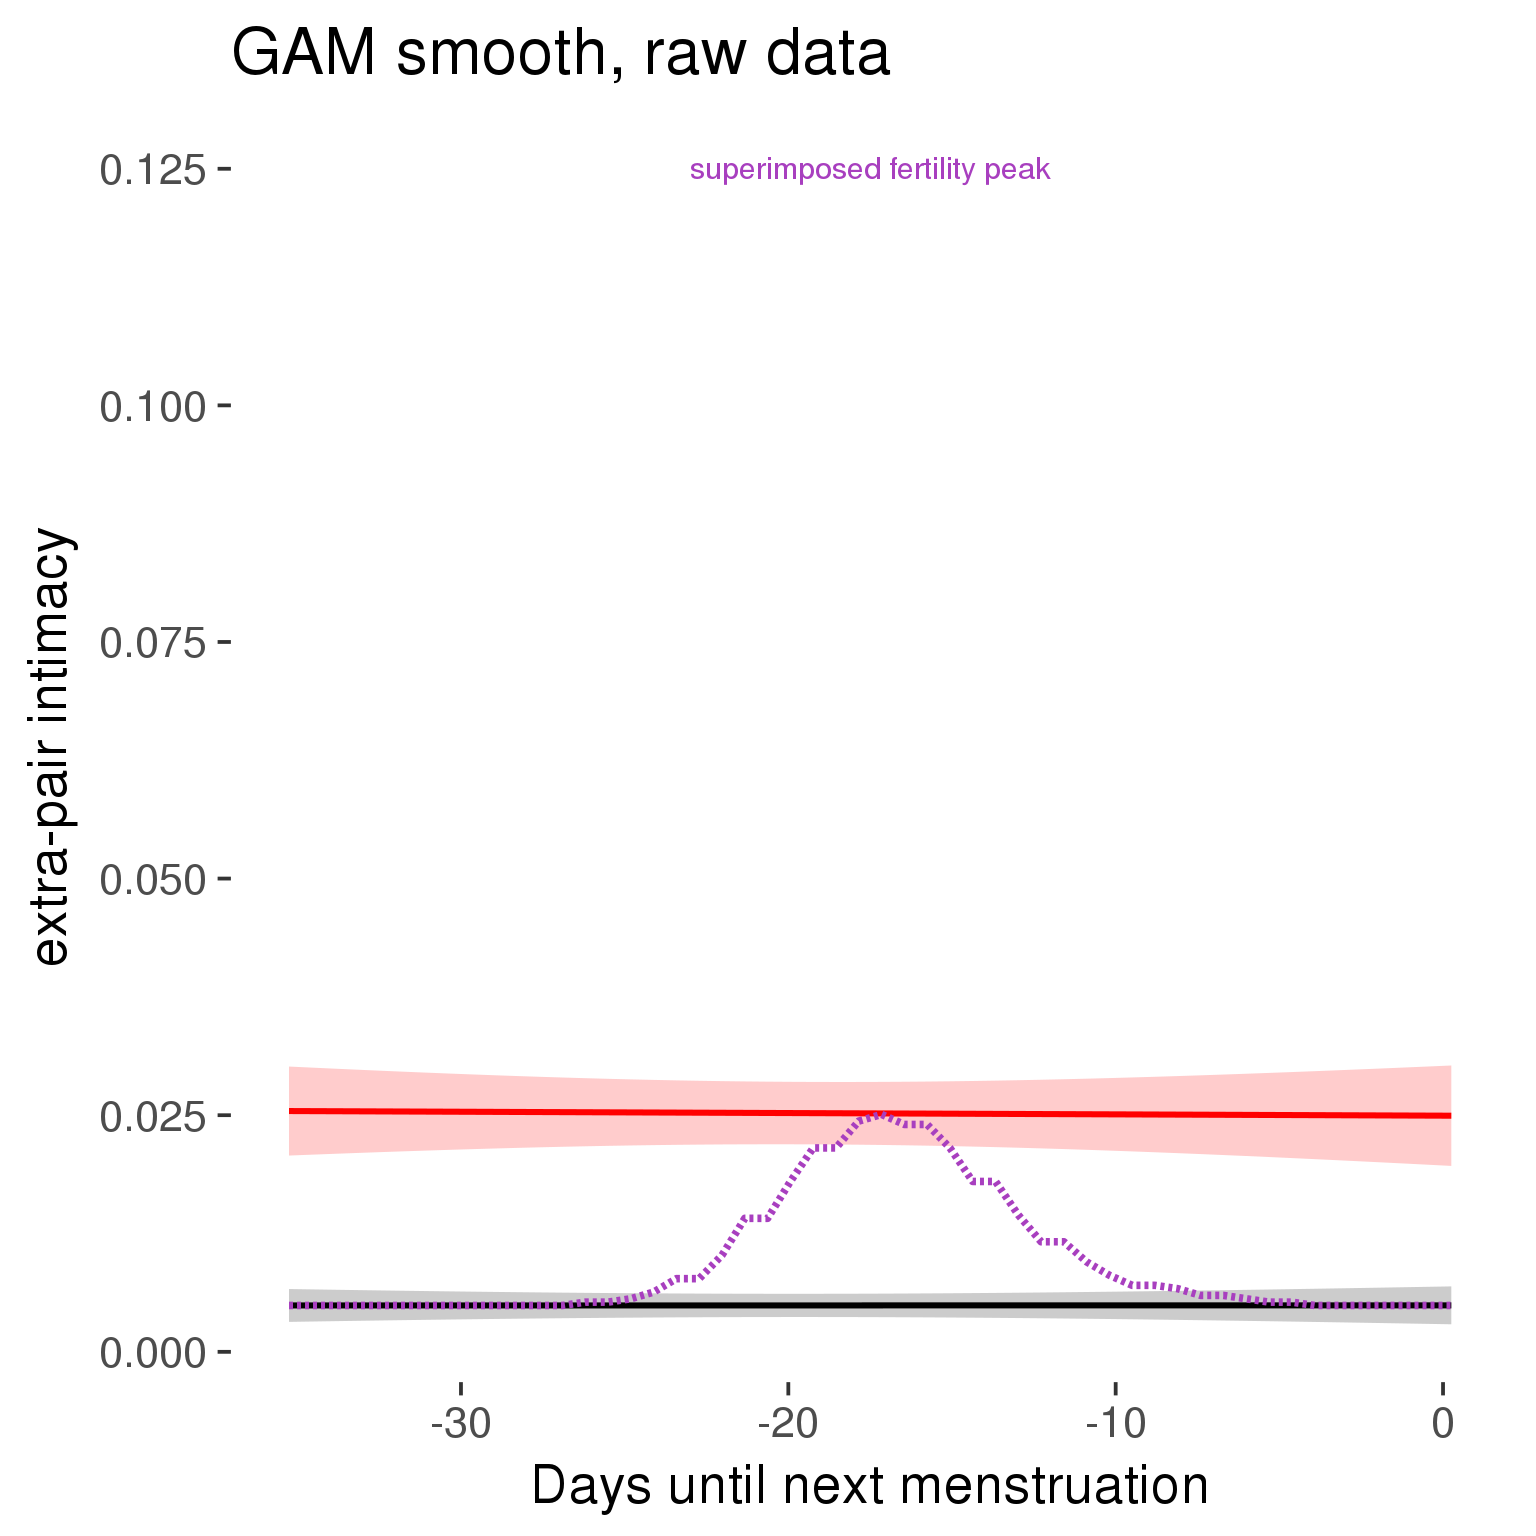 GAM smooth, raw data
superimposed fertility peak
0.125
0.100
0.075
0.050
0.025
0.000
extra-pair intimacy
-30
-20
-10
0
Days until next menstruation